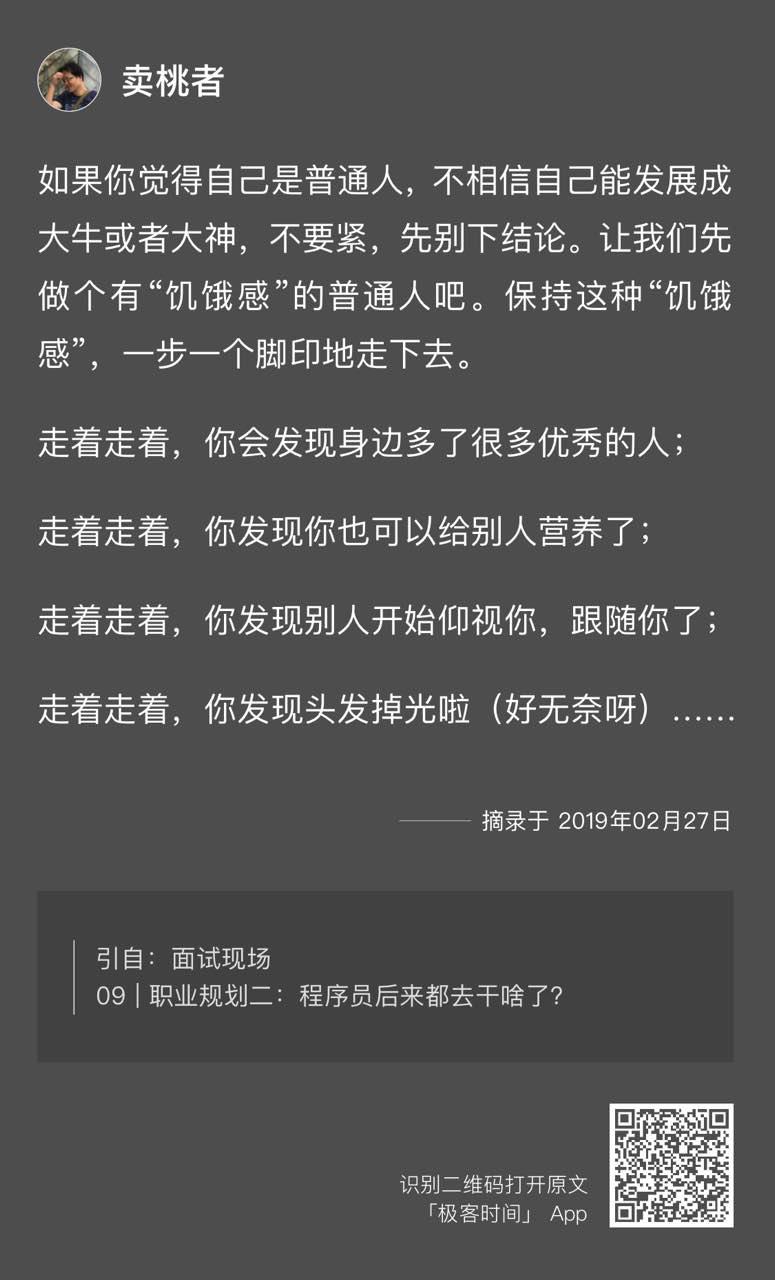 卖桃者
如果你觉得自己是普通人，不相信自己能发展成
大牛或者大神，不要紧，先别下结论。让我们先
做个有“饥饿感”的普通人吧。保持这种“饥饿
感”，一步一个脚印地走下去。
走着走着，你会发现身边多了很多优秀的人；
走着走着，你发现你也可以给别人营养了；
走着走着，你发现别人开始仰视你，跟随你了；
走着走着，你发现头发掉光啦（好无奈呀）……
摘录于 2019年02月27日
引自：面试现场
09 | 职业规划二：程序员后来都去干啥了？
识别二维码打开原文
「极客时间」 App